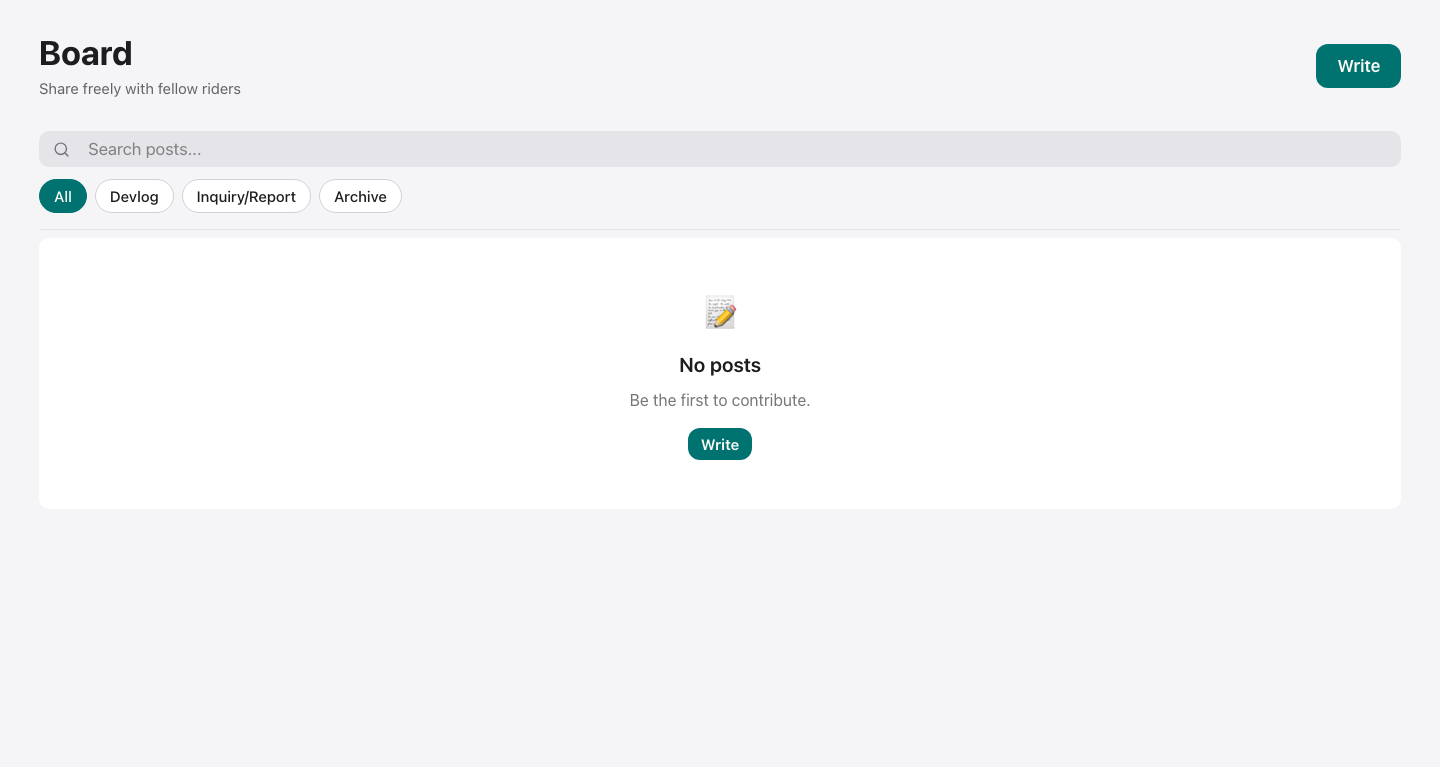 Board
Share freely with fellow riders
Write
Search posts...
All
Devlog
Inquiry/Report
Archive
No posts
Be the first to contribute.
Write